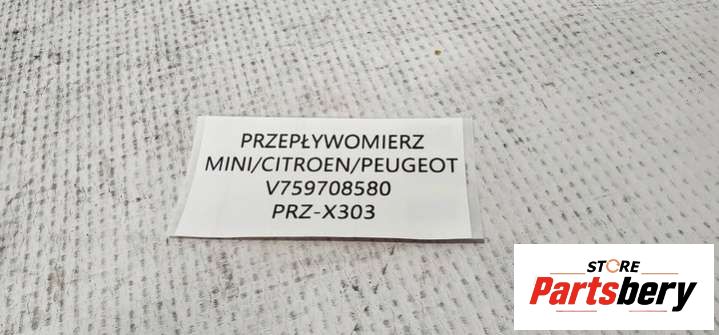 PRZEPŁYWOMIERZ
MINI/CITROEN/PEUGEOT
V759708580
PRZ-X303
STORE
Partsbery